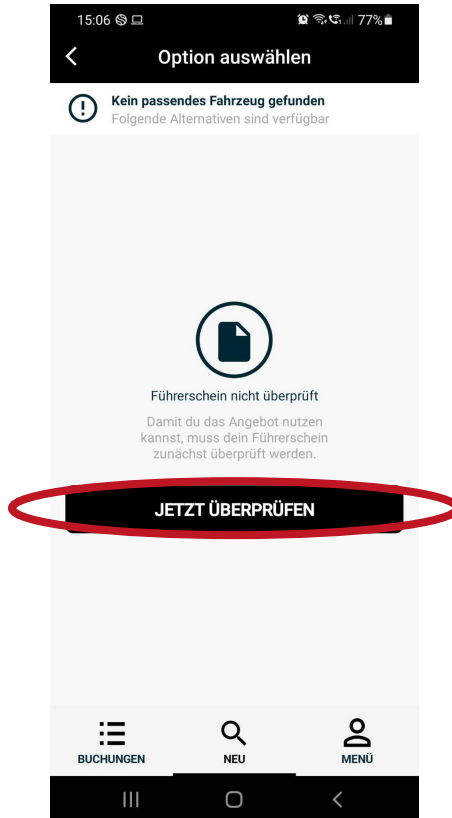 15:06 77%
Option auswählen
Kein passendes Fahrzeug gefunden
Folgende Alternativen sind verfügbar
Führerschein nicht überprüft
Damit du das Angebot nutzen
kannst, muss dein Führerschein
zunächst überprüft werden.
JETZT ÜBERPRÜFEN
BUCHUNGEN NEU MENÜ